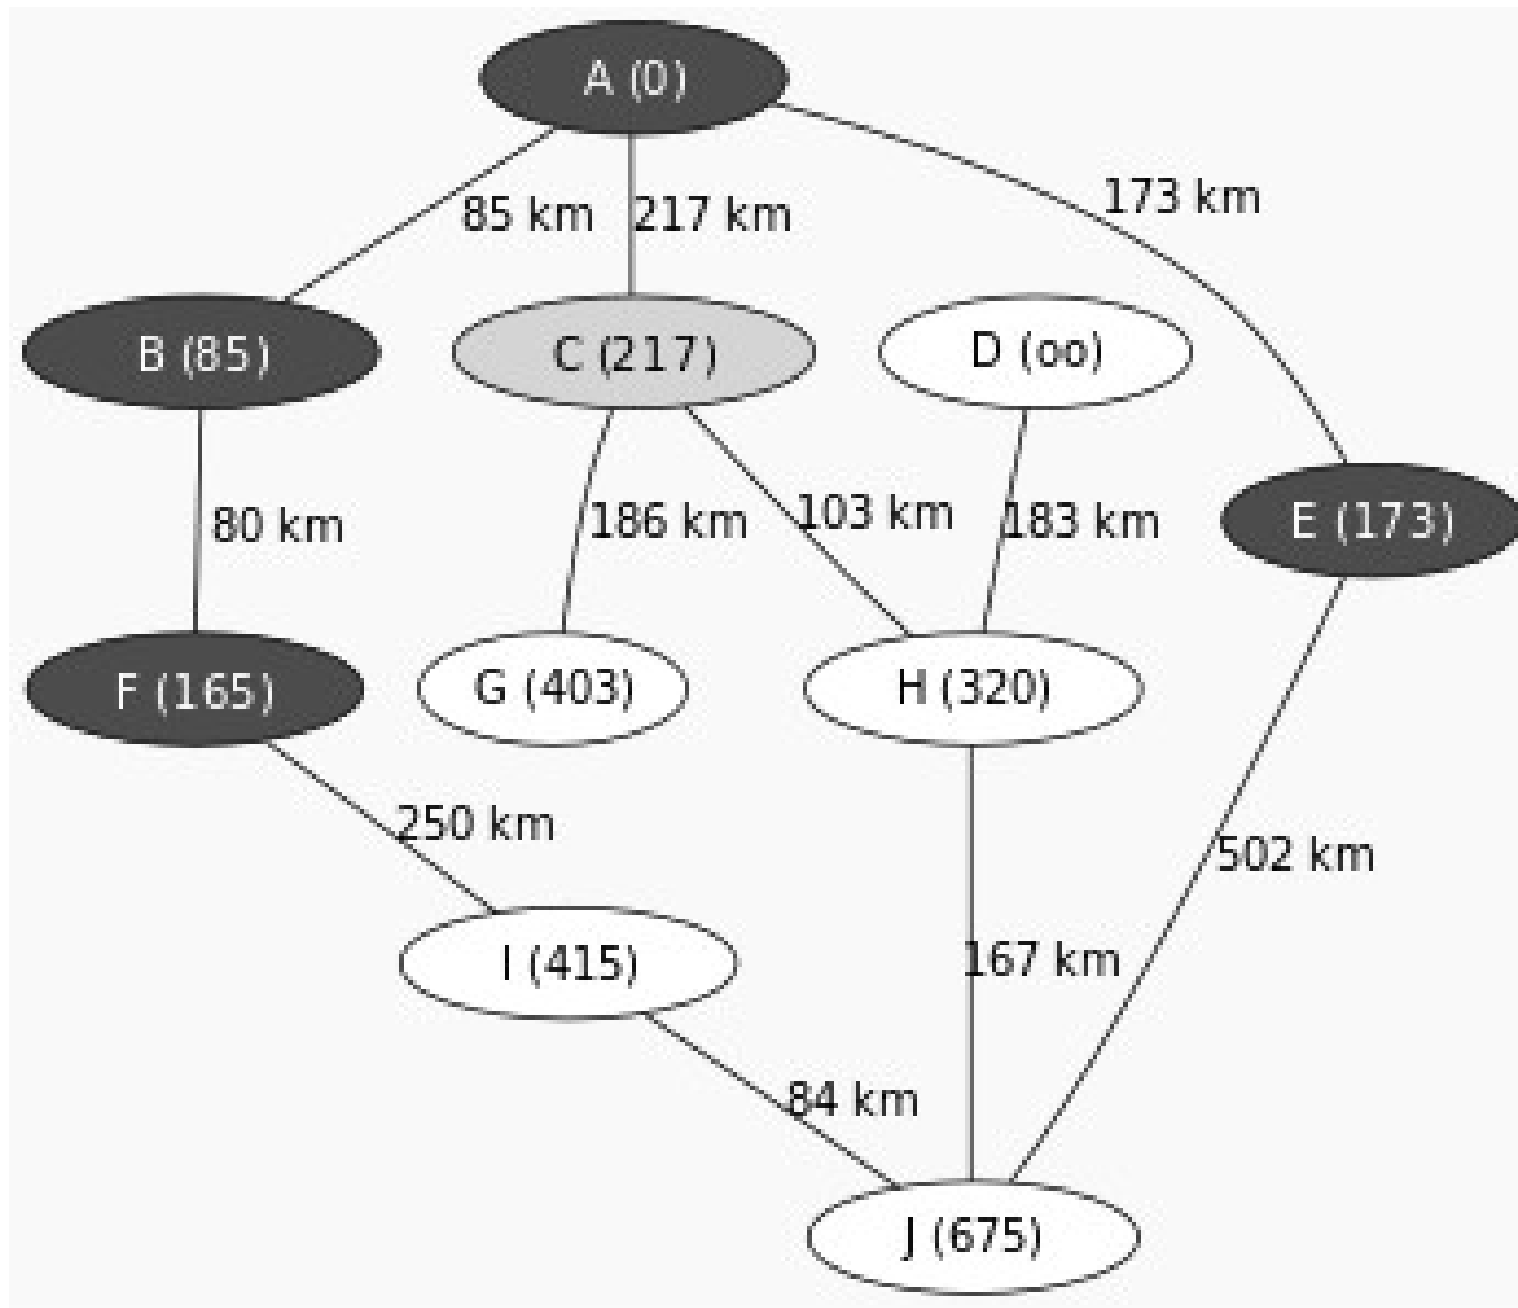 A (0)
173 km
85 km
217 km
B (85)
C (217)
D (oo)
80 km
186 km
103 km
183 km
E (173)
F (165)
G (403)
H (320)
250 km
502 km
I (415)
167 km
84 km
J (675)